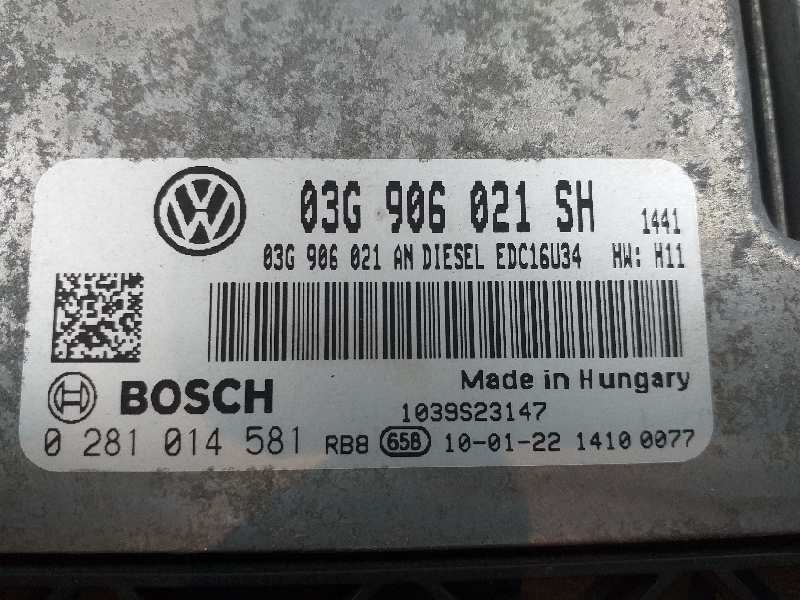 03G 906 021 SH 1441
03G 906 021 AN DIESEL EDC16U34 HW: H11
BOSCH Made in Hungary
1039S23147
0 281 014 581 RB8 65B 10-01-22 1410 0077